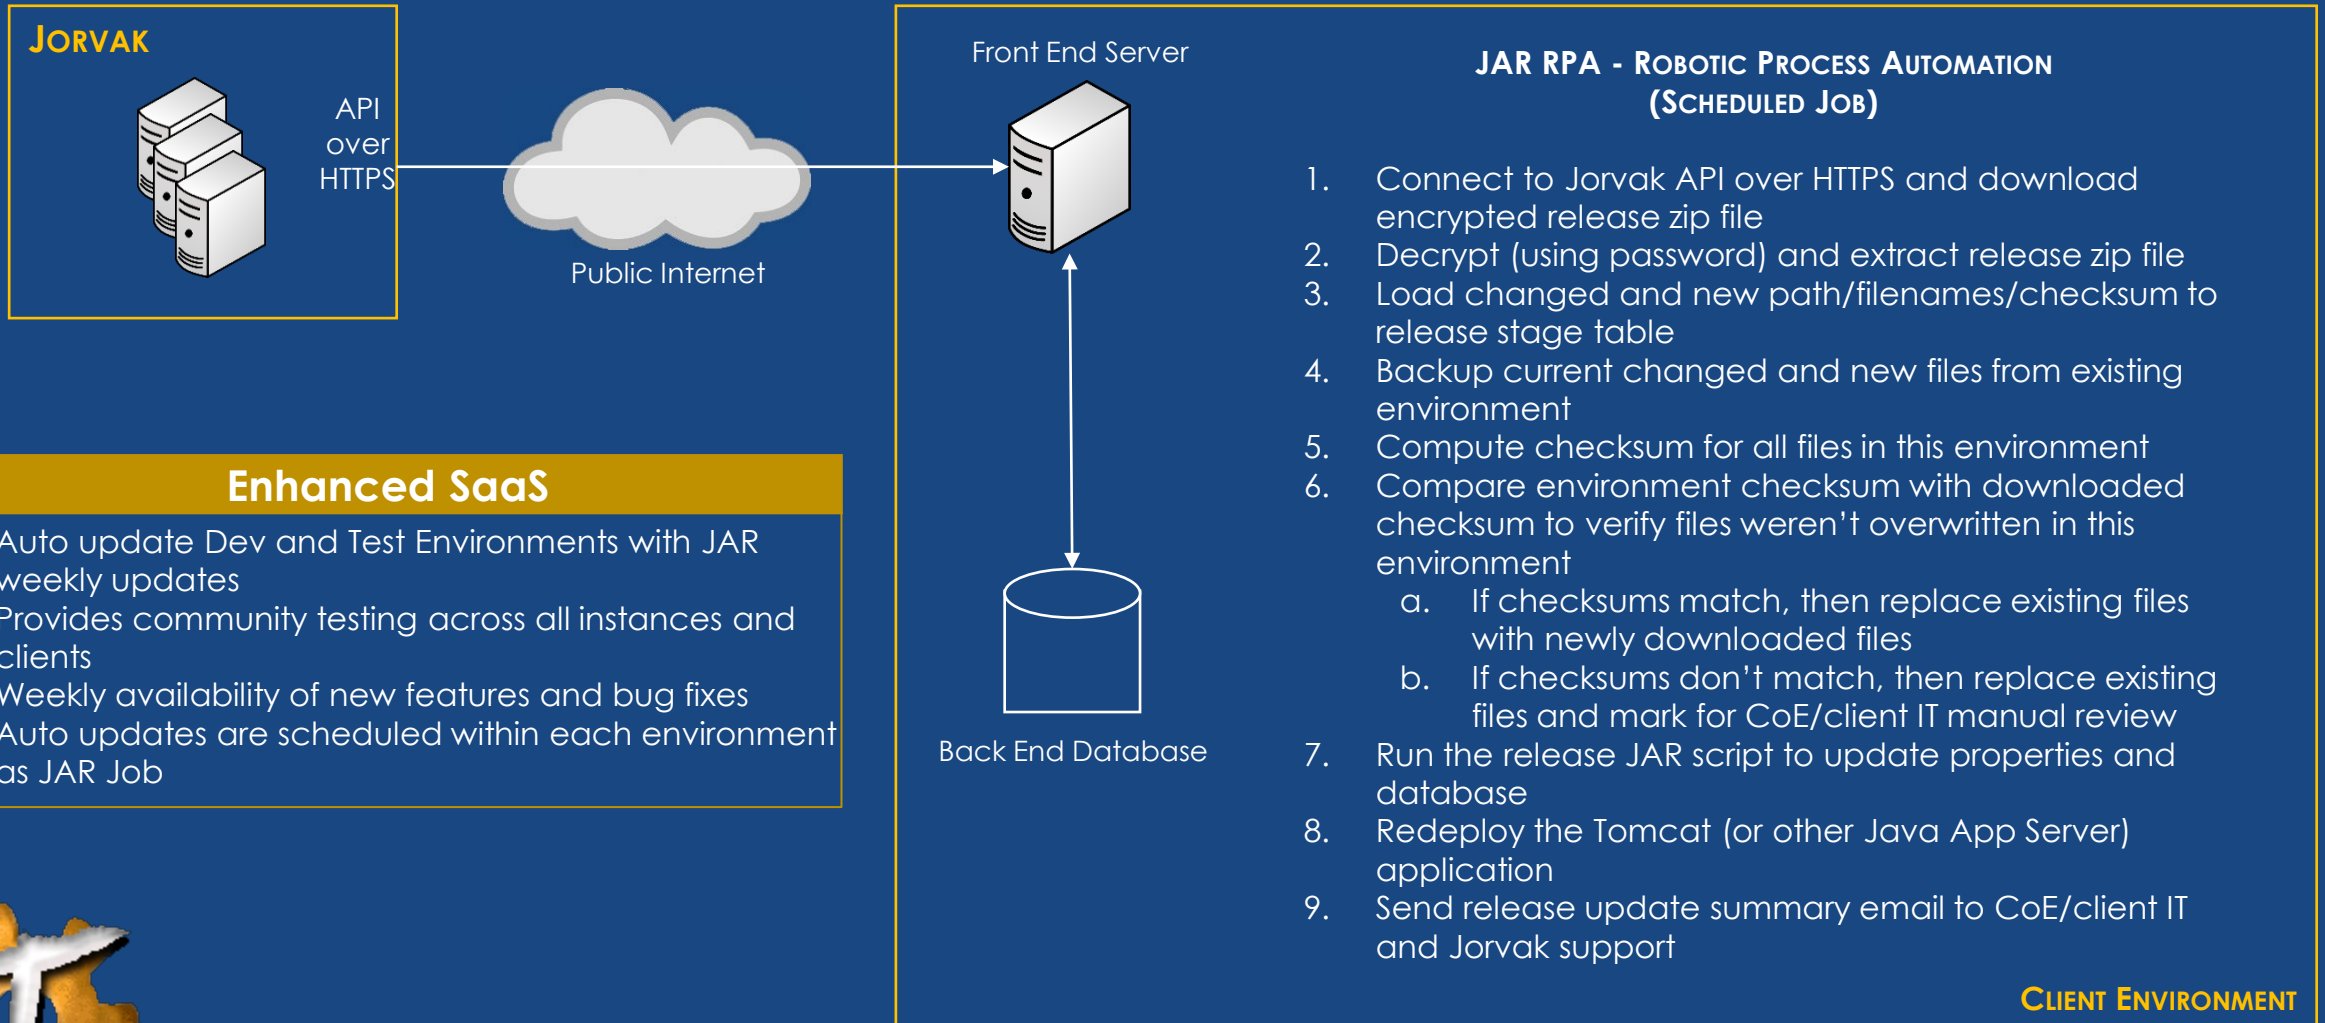 JORVAK
API
over
HTTPS
Public Internet
Front End Server
Back End Database
Enhanced SaaS
Auto update Dev and Test Environments with JAR
weekly updates
Provides community testing across all instances and
clients
Weekly availability of new features and bug fixes
Auto updates are scheduled within each environment
as JAR Job
JAR RPA - ROBOTIC PROCESS AUTOMATION
(SCHEDULED JOB)
1. Connect to Jorvak API over HTTPS and download
encrypted release zip file
2. Decrypt (using password) and extract release zip file
3. Load changed and new path/filenames/checksum to
release stage table
4. Backup current changed and new files from existing
environment
5. Compute checksum for all files in this environment
6. Compare environment checksum with downloaded
checksum to verify files weren't overwritten in this
environment
a. If checksums match, then replace existing files
with newly downloaded files
b. If checksums don't match, then replace existing
files and mark for CoE/client IT manual review
7. Run the release JAR script to update properties and
database
8. Redeploy the Tomcat (or other Java App Server)
application
9. Send release update summary email to CoE/client IT
and Jorvak support
CLIENT ENVIRONMENT